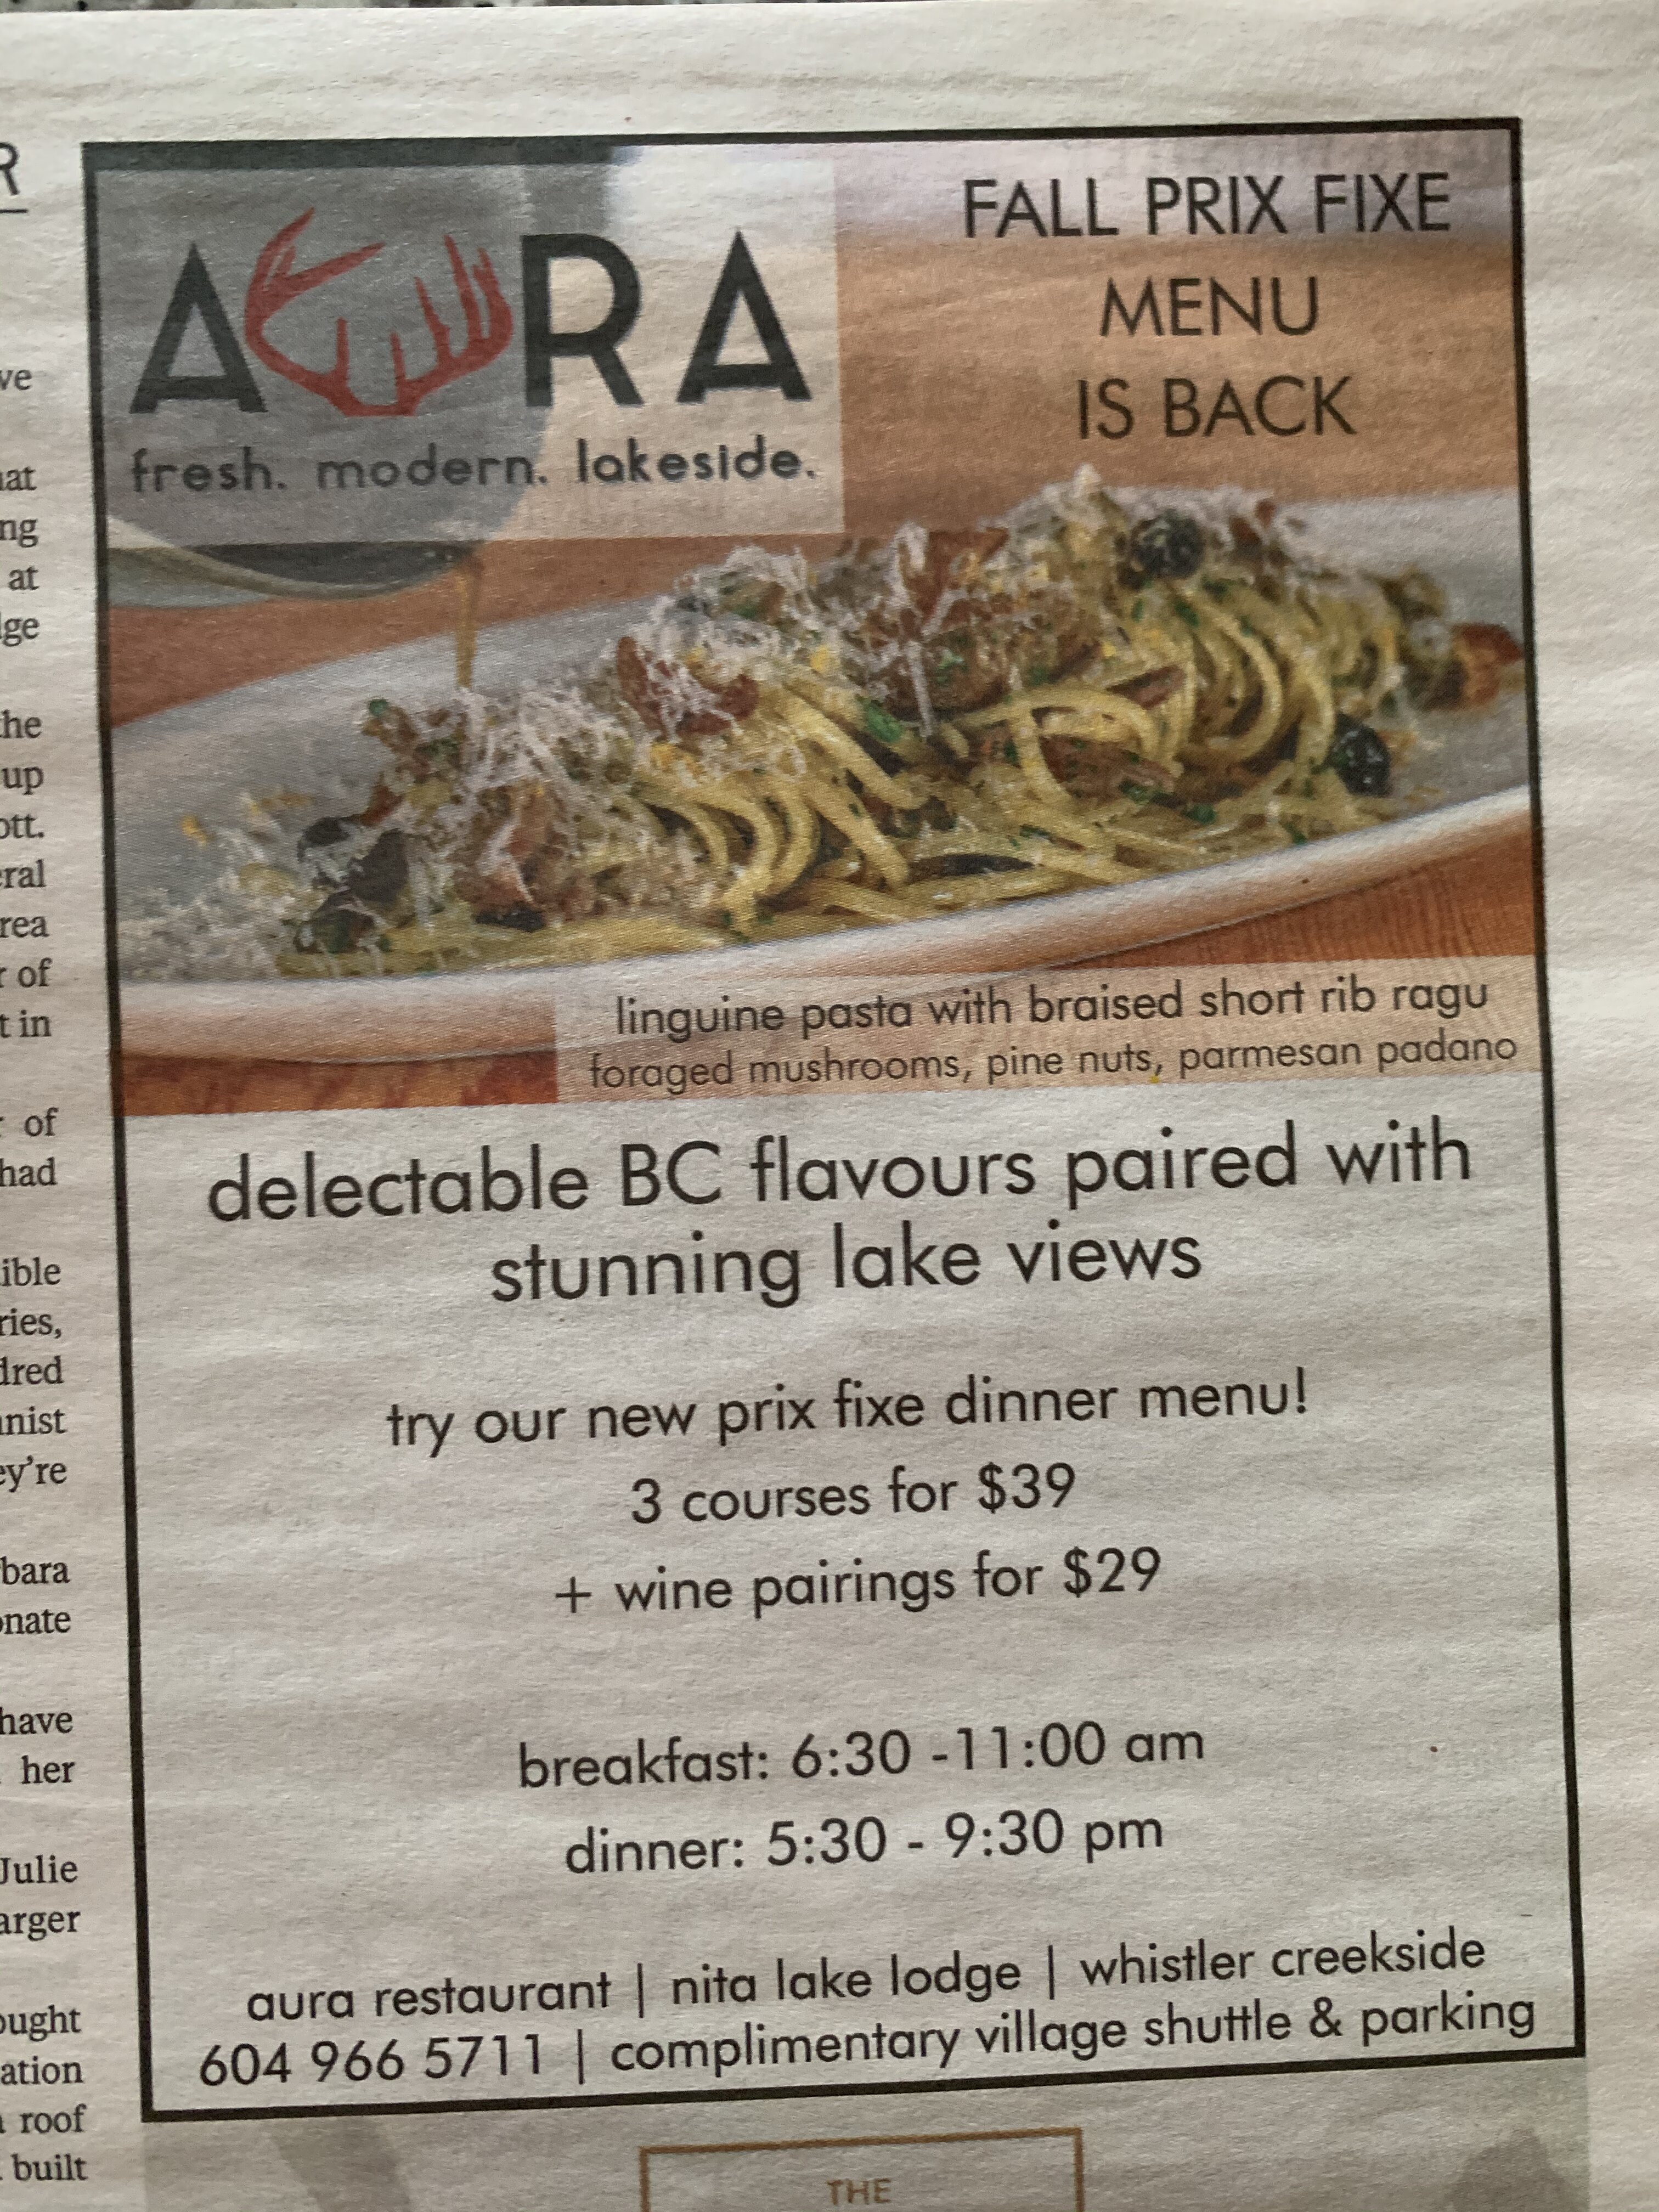 R
ve
at
ng
at
dge
the
up
ott.
eral
rea
r of
t in
r of
had
ible
ries,
dred
nist
ey're
bara
onate
have
her
Julie
arger
ought
ation
roof
built
AURA
fresh. modern. lakeside.
FALL PRIX FIXE
MENU
IS BACK
linguine pasta with braised short rib ragu
foraged mushrooms, pine nuts, parmesan padano
delectable BC flavours paired with
stunning lake views
try our new prix fixe dinner menu!
3 courses for $39
+ wine pairings for $29
breakfast: 6:30 -11:00 am
dinner: 5:30 - 9:30 pm
aura restaurant | nita lake lodge | whistler creekside
604 966 5711 | complimentary village shuttle & parking
THE